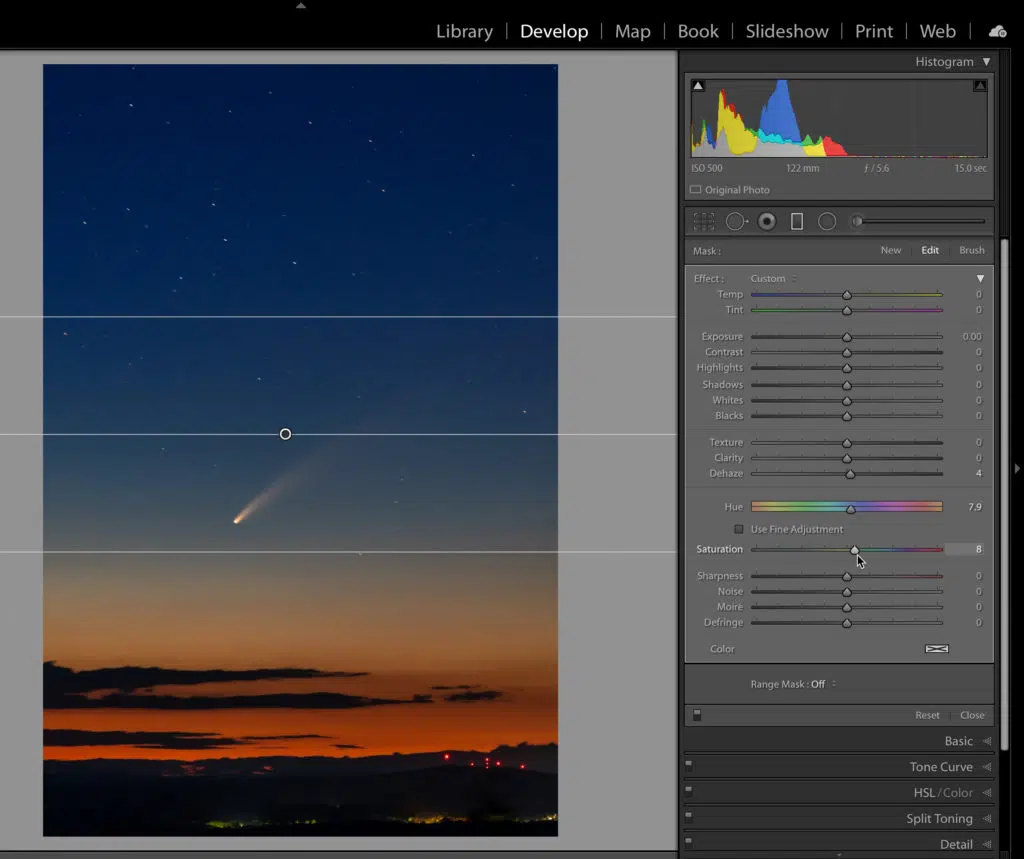 Library | Develop | Map | Book | Slideshow | Print | Web |
Histogram
ISO 500 122 mm ƒ / 5.6 15.0 sec
Original Photo
Mask : New Edit Brush
Effect : Custom
Temp 0
Tint 0
Exposure 0.00
Contrast 0
Highlights 0
Shadows 0
Whites 0
Blacks 0
Texture 0
Clarity 0
Dehaze 4
Hue 7.9
Use Fine Adjustment
Saturation 8
Sharpness 0
Noise 0
Moiré 0
Defringe 0
Color
Range Mask : Off
Reset Close
Basic
Tone Curve
HSL / Color
Split Toning
Detail